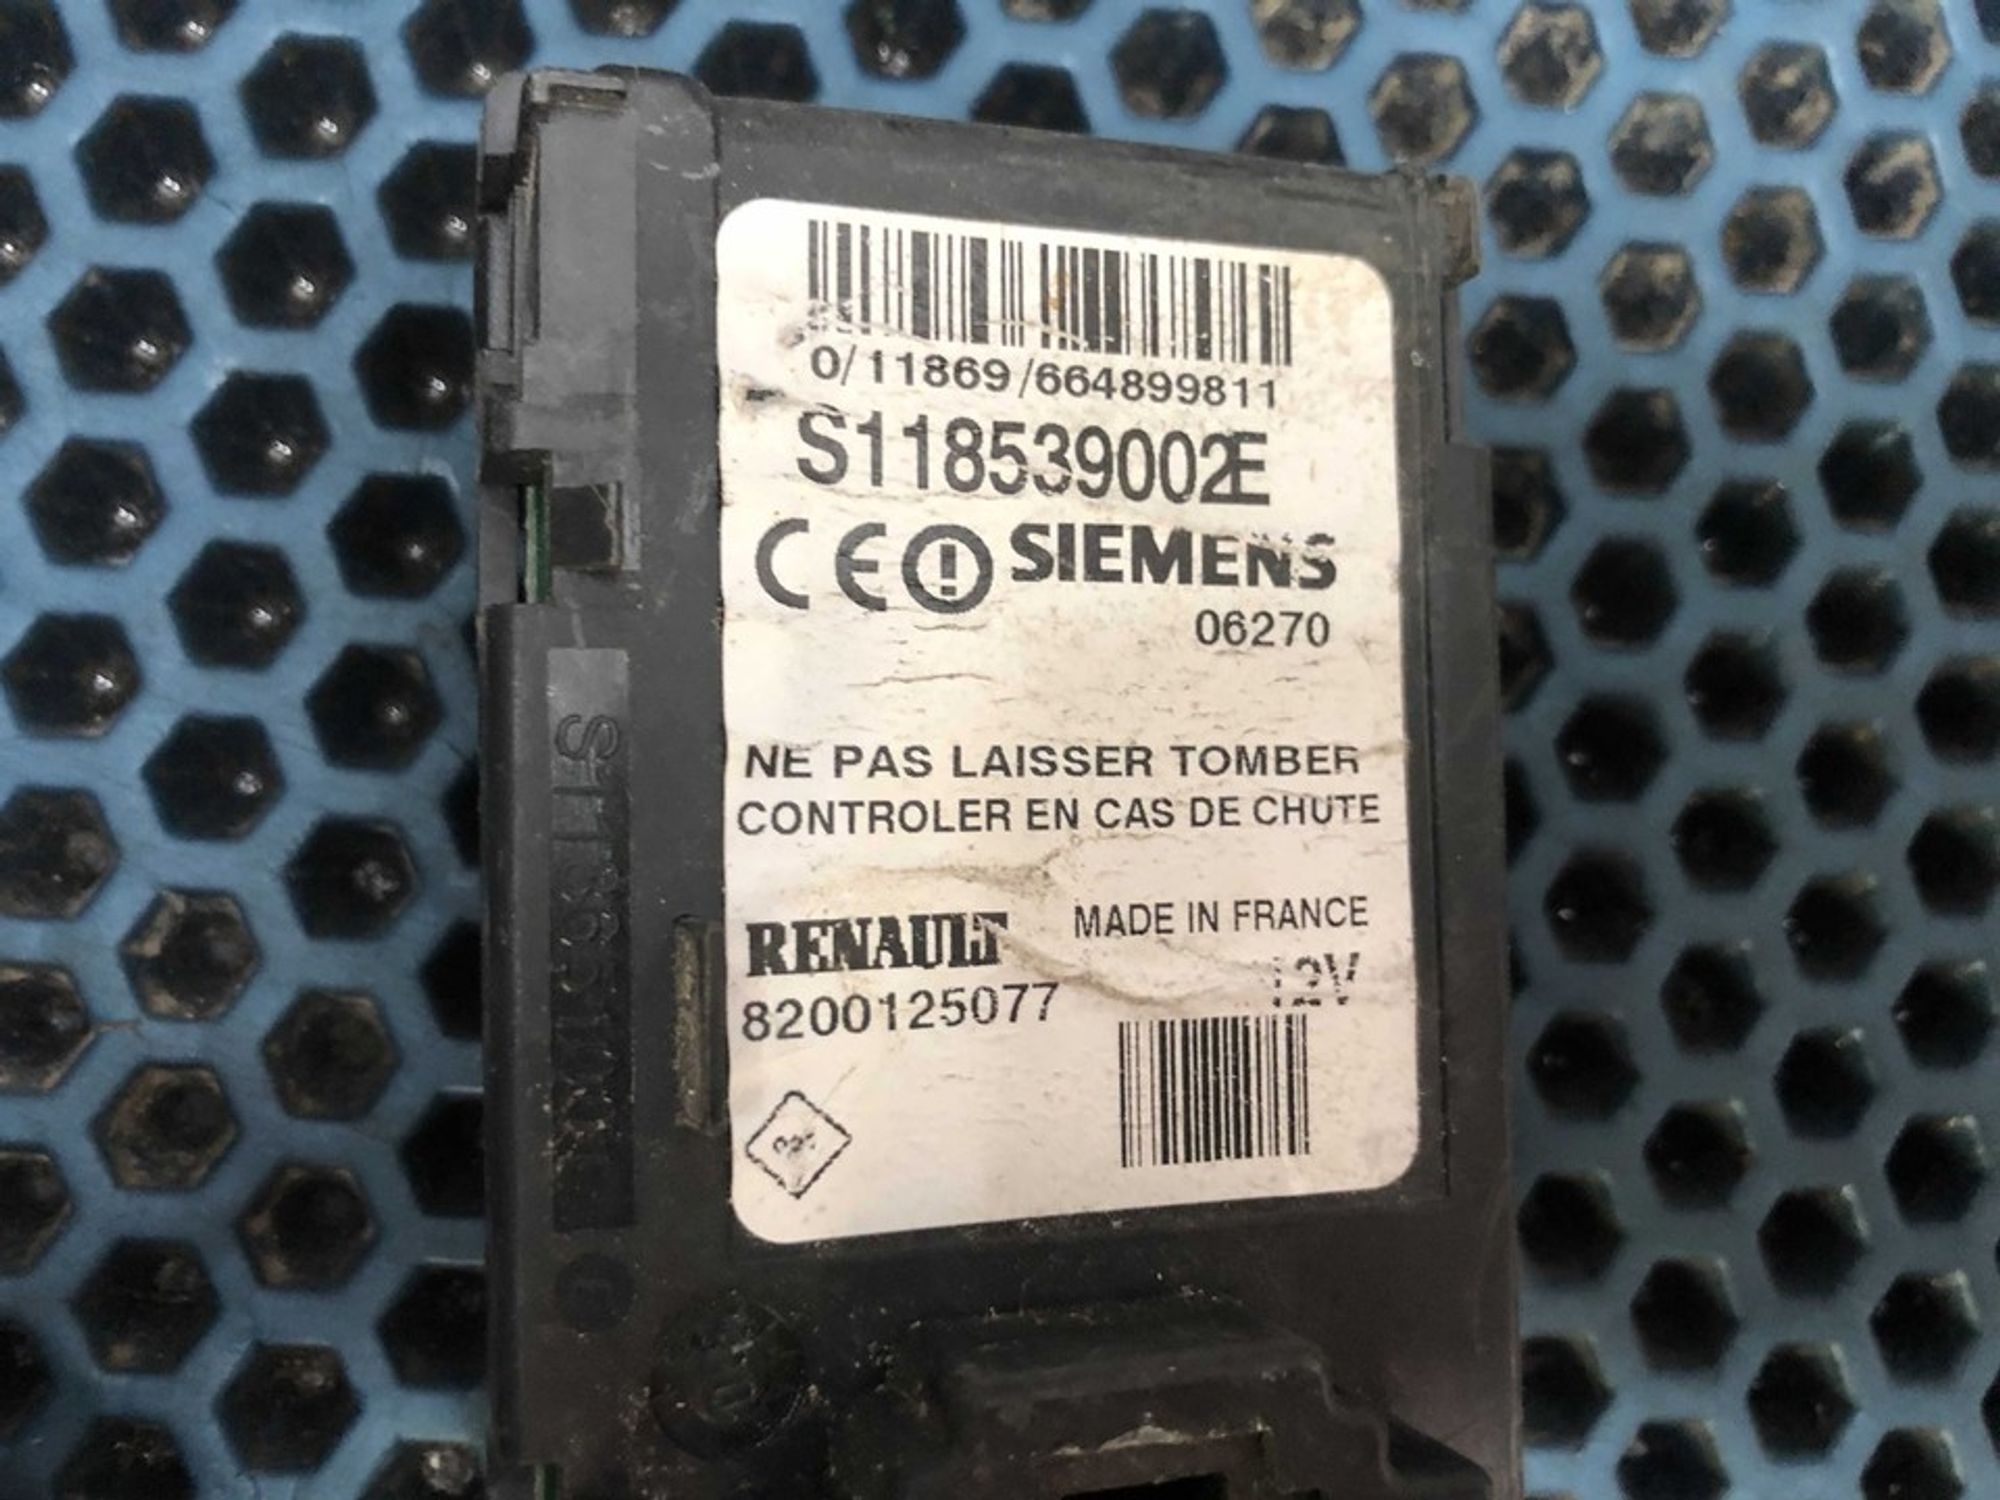 0/11869/664899811
S118539002E
CE SIEMENS
06270
NE PAS LAISSER TOMBER
CONTROLER EN CAS DE CHUTE
RENAULT MADE IN FRANCE
8200125077 12V